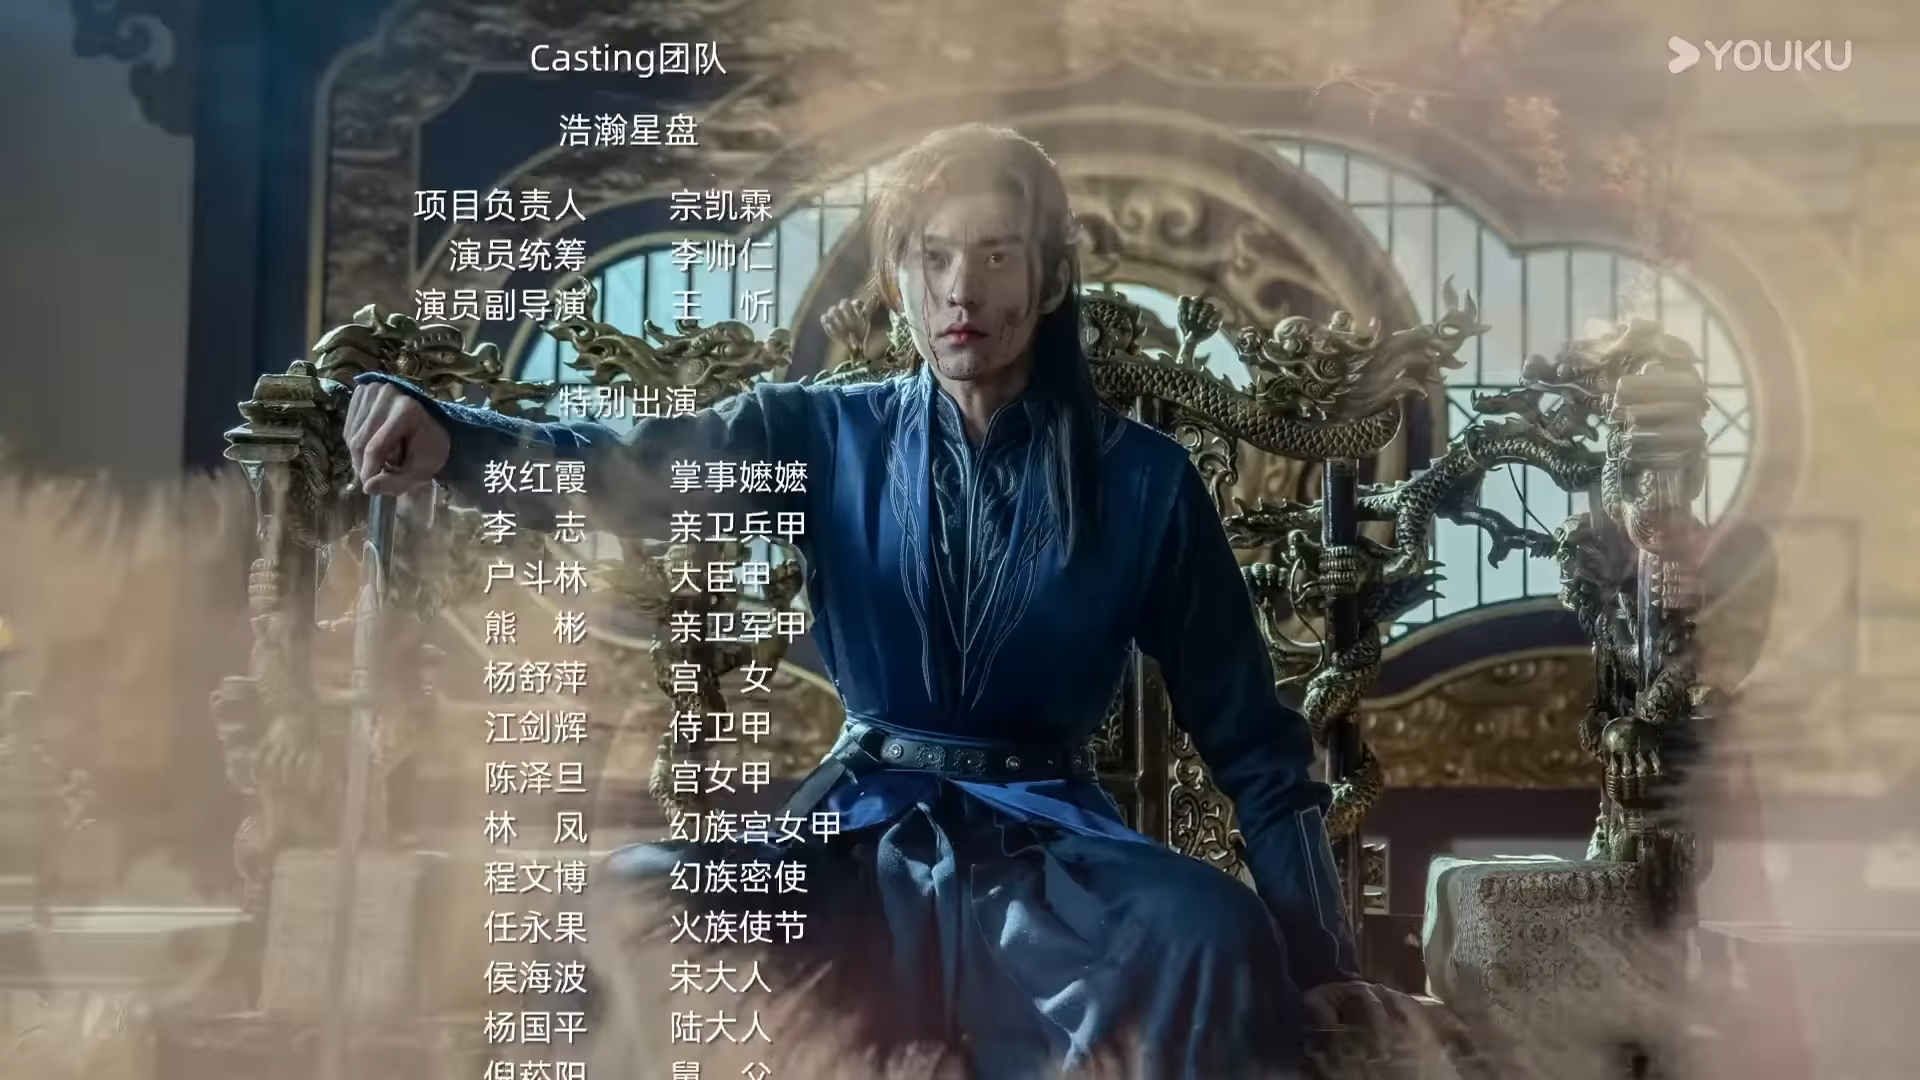 Casting团队
YOUKU
浩瀚星盘
项目负责人 宗凯霖
演员统筹 李帅仁
演员副导演 王 忻
特别出演
教红霞 掌事嬷嬷
李 志 亲卫兵甲
户斗林 大臣甲
熊 彬 亲卫军甲
杨舒萍 宫 女
江剑辉 侍卫甲
陈泽旦 宫女甲
林 凤 幻族宫女甲
程文博 幻族密使
任永果 火族使节
侯海波 宋大人
杨国平 陆大人
倪菘阳 舅 父